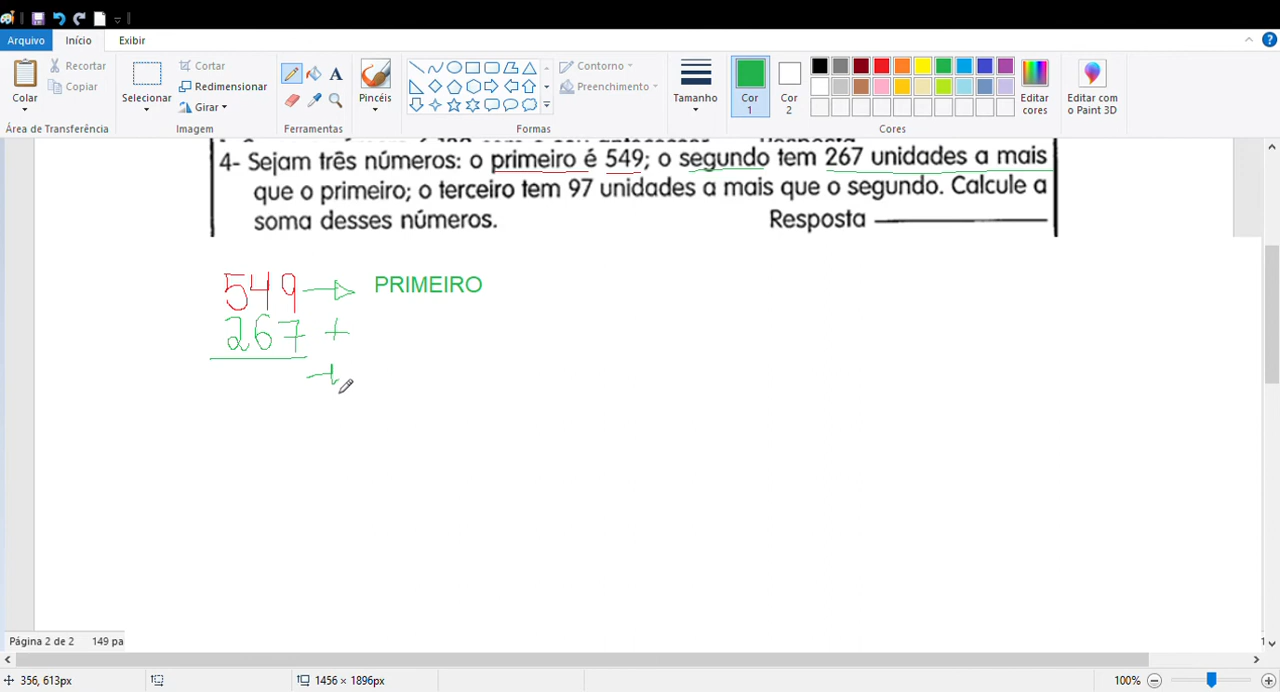 Arquivo Início Exibir
Colar
Recortar
Copiar
Área de Transferência
Selecionar
Cortar
Redimensionar
Girar
Imagem
A
Ferramentas
Pincéis
Contorno
Preenchimento
Formas
Tamanho
Cor 1
Cor 2
Editar cores
Cores
Editar com o Paint 3D
Resposta
4- Sejam três números: o primeiro é 549; o segundo tem 267 unidades a mais
que o primeiro; o terceiro tem 97 unidades a mais que o segundo. Calcule a
soma desses números. Resposta
549 PRIMEIRO
267 +
Página 2 de 2 149 pa
356, 613px 1456 × 1896px 100%